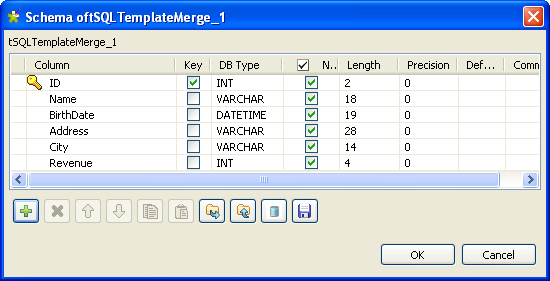 Schema oftSQLTemplateMerge_1
tSQLTemplateMerge_1
Column Key DB Type N... Length Precision Def... Comm
ID INT 2 0
Name VARCHAR 18 0
BirthDate DATETIME 19 0
Address VARCHAR 28 0
City VARCHAR 14 0
Revenue INT 4 0
OK Cancel